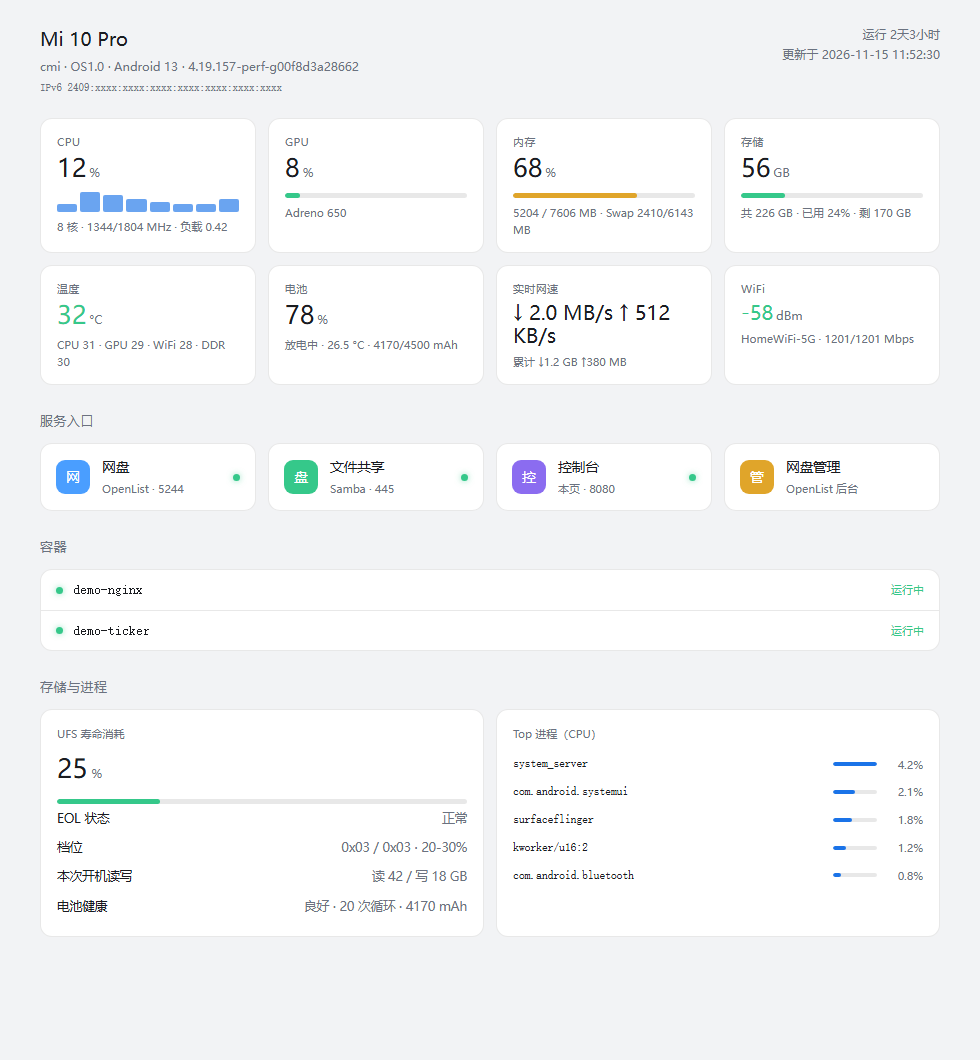 Mi 10 Pro
运行 2天3小时
cmi · OS1.0 · Android 13 · 4.19.157-perf-g00f8d3a28662
更新于 2026-11-15 11:52:30
IPv6 2409:xxxx:xxxx:xxxx:xxxx:xxxx:xxxx:xxxx
CPU
12 %
8 核 · 1344/1804 MHz · 负载 0.42
GPU
8 %
Adreno 650
内存
68 %
5204 / 7606 MB · Swap 2410/6143
MB
存储
56 GB
共 226 GB · 已用 24% · 剩 170 GB
温度
32 °C
CPU 31 · GPU 29 · WiFi 28 · DDR
30
电池
78 %
放电中 · 26.5 °C · 4170/4500 mAh
实时网速
↓ 2.0 MB/s ↑ 512
KB/s
累计 ↓1.2 GB ↑380 MB
WiFi
-58 dBm
HomeWiFi-5G · 1201/1201 Mbps
服务入口
网
网盘
OpenList · 5244
盘
文件共享
Samba · 445
控
控制台
本页 · 8080
管
网盘管理
OpenList 后台
容器
demo-nginx 运行中
demo-ticker 运行中
存储与进程
UFS 寿命消耗
25 %
EOL 状态 正常
档位 0x03 / 0x03 · 20-30%
本次开机读写 读 42 / 写 18 GB
电池健康 良好 · 20 次循环 · 4170 mAh
Top 进程（CPU）
system_server 4.2%
com.android.systemui 2.1%
surfaceflinger 1.8%
kworker/u16:2 1.2%
com.android.bluetooth 0.8%